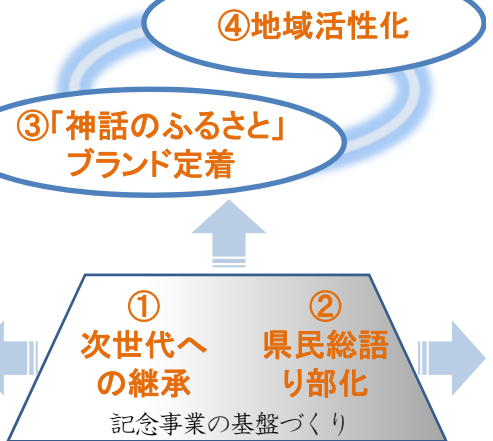 ④地域活性化
③「神話のふるさと」
ブランド定着
①
次世代へ
の継承
②
県民総語
り部化
記念事業の基盤づくり